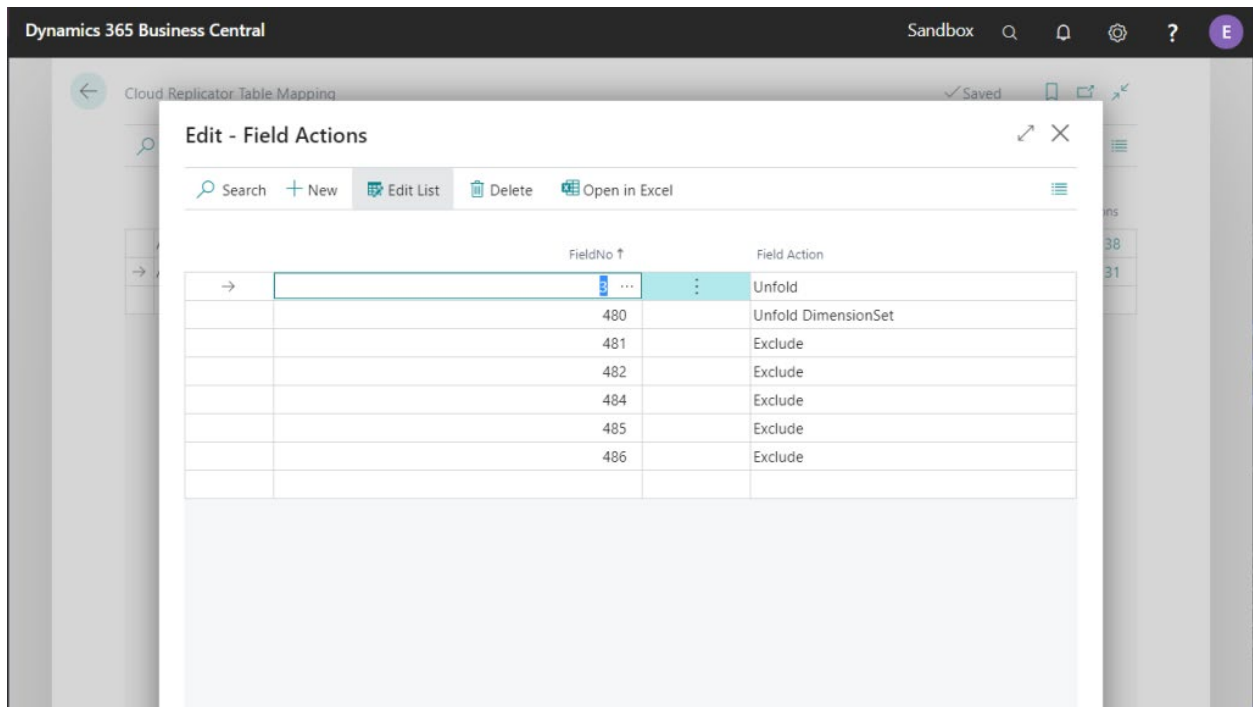 Dynamics 365 Business Central Sandbox ? E
Cloud Replicator Table Mapping Saved
Edit - Field Actions
Search New Edit List Delete Open in Excel
FieldNo ↑ Field Action
3 Unfold
480 Unfold DimensionSet
481 Exclude
482 Exclude
484 Exclude
485 Exclude
486 Exclude
38
31